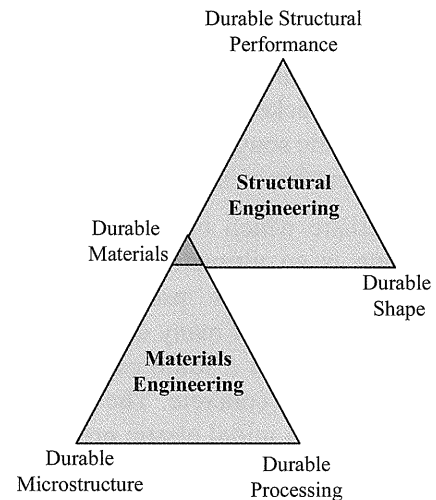 Durable Structural
Performance
Structural
Engineering
Durable
Materials
Durable
Shape
Materials
Engineering
Durable
Microstructure
Durable
Processing